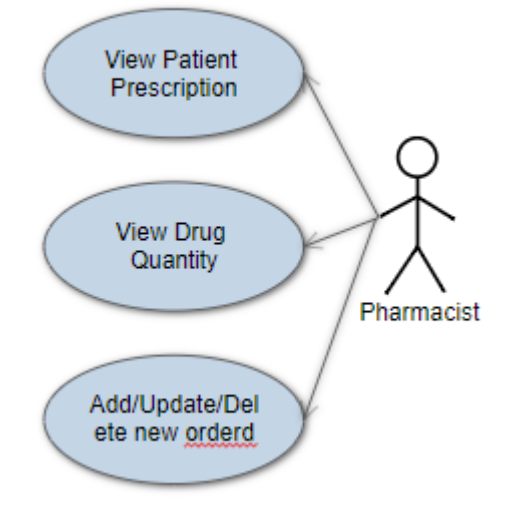 View Patient
Prescription
View Drug
Quantity
Pharmacist
Add/Update/Del
ete new orderd